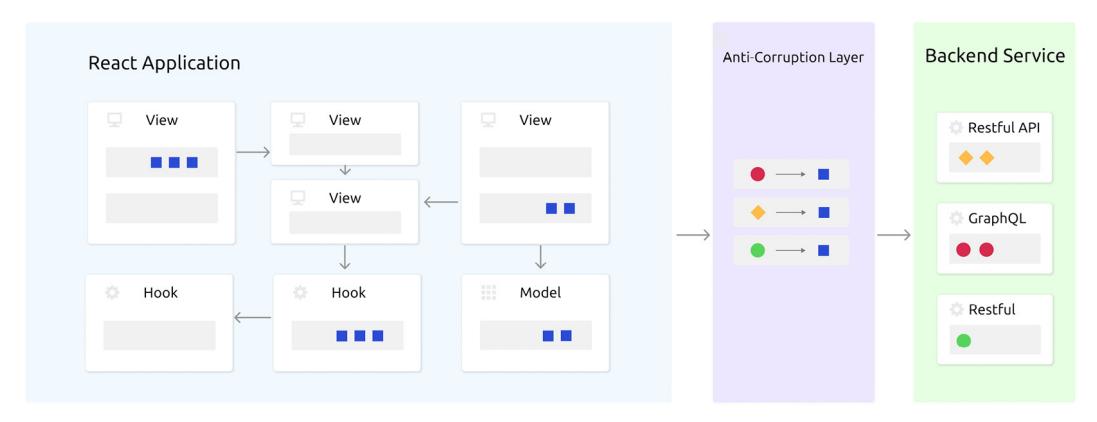 React Application
Anti-Corruption Layer
Backend Service
View
View
View
View
Hook
Hook
Model
Restful API
GraphQL
Restful